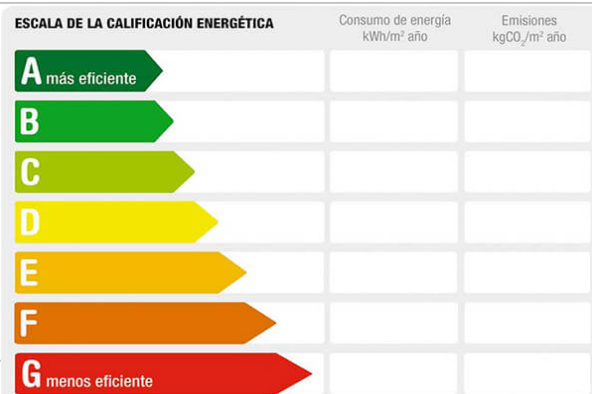 ESCALA DE LA CALIFICACIÓN ENERGÉTICA
Consumo de energía
kWh/m² año
Emisiones
kgCO₂/m² año
A más eficiente
B
C
D
E
F
G menos eficiente